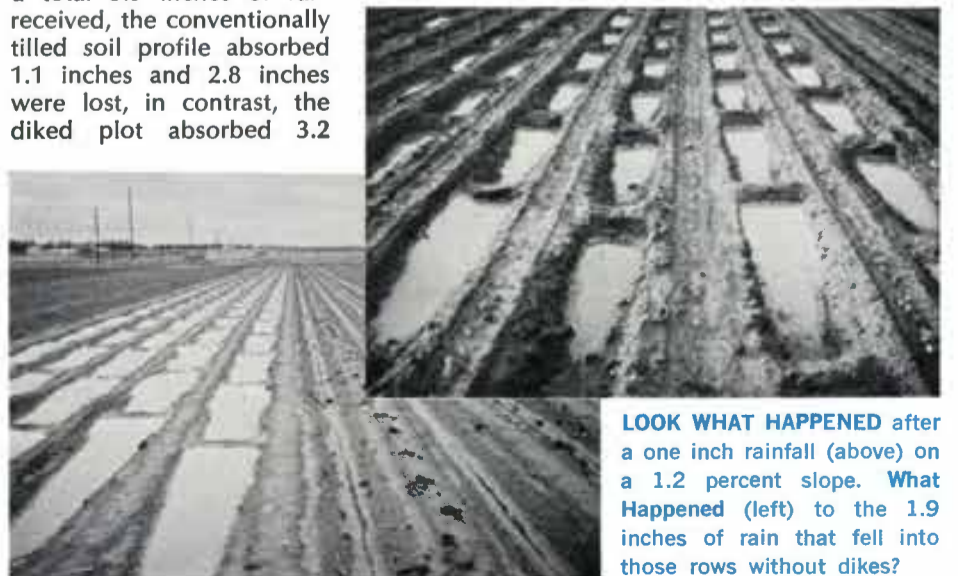 received, the conventionally
tilled soil profile absorbed
1.1 inches and 2.8 inches
were lost, in contrast, the
diked plot absorbed 3.2
LOOK WHAT HAPPENED after
a one inch rainfall (above) on
a 1.2 percent slope. What
Happened (left) to the 1.9
inches of rain that fell into
those rows without dikes?